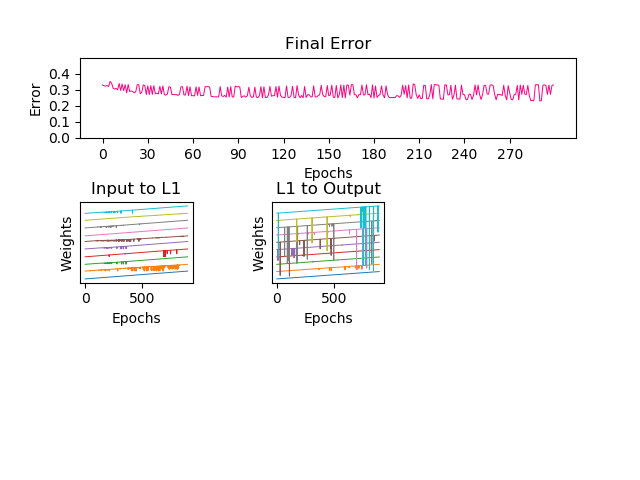 Final Error
Error
0.4
0.3
0.2
0.1
0.0
0 30 60 90 120 150 180 210 240 270
Epochs
Input to L1
Weights
0 500
Epochs
L1 to Output
Weights
0 500
Epochs